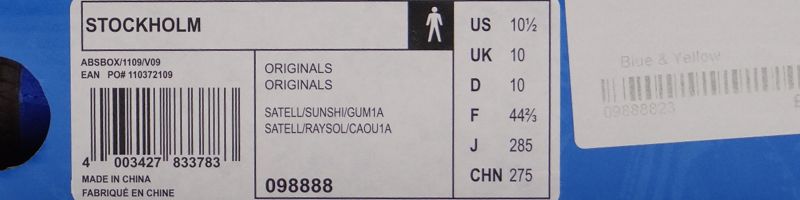 STOCKHOLM
ABSBOX/1109/V09
EAN PO# 110372109
4 003427 833783
MADE IN CHINA
FABRIQUÉ EN CHINE
ORIGINALS
ORIGINALS
SATELL/SUNSHI/GUM1A
SATELL/RAYSOL/CAOU1A
098888
US 10½
UK 10
D 10
F 44⅔
J 285
CHN 275
Blue & Yellow
09888823
£